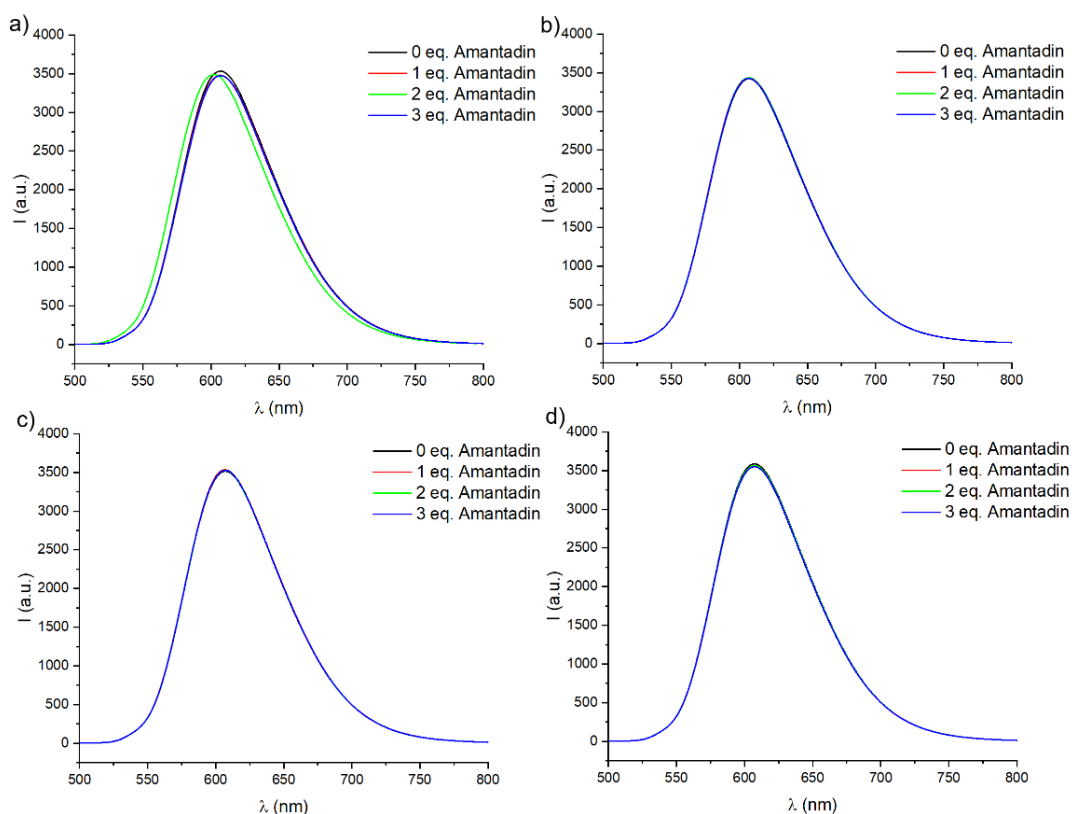 a)
0 eq. Amantadin
1 eq. Amantadin
2 eq. Amantadin
3 eq. Amantadin
4000
3500
3000
2500
2000
1500
1000
500
0
I (a.u.)
500 550 600 650 700 750 800
λ (nm)
b)
0 eq. Amantadin
1 eq. Amantadin
2 eq. Amantadin
3 eq. Amantadin
4000
3500
3000
2500
2000
1500
1000
500
0
I (a.u.)
500 550 600 650 700 750 800
λ (nm)
c)
0 eq. Amantadin
1 eq. Amantadin
2 eq. Amantadin
3 eq. Amantadin
4000
3500
3000
2500
2000
1500
1000
500
0
I (a.u.)
500 550 600 650 700 750 800
λ (nm)
d)
0 eq. Amantadin
1 eq. Amantadin
2 eq. Amantadin
3 eq. Amantadin
4000
3500
3000
2500
2000
1500
1000
500
0
I (a.u.)
500 550 600 650 700 750 800
λ (nm)